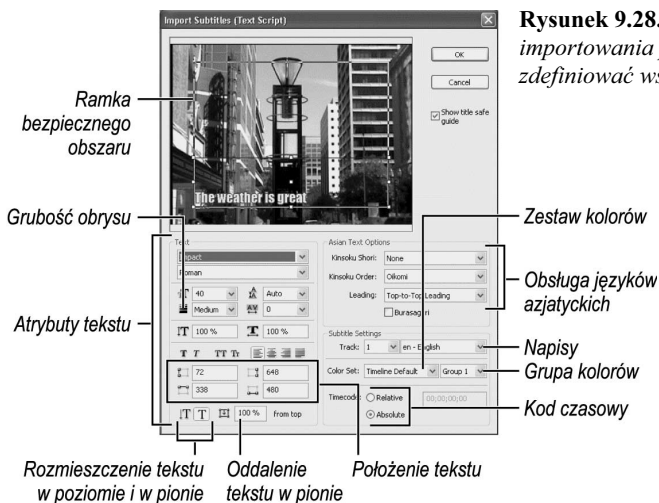 Rysunek 9.28.
importowania
zdefiniować
Import Subtitles (Text Script)
OK
Cancel
Show title safe
guide
The weather is great
Ramka
bezpiecznego
obszaru
Grubość obrysu
Atrybuty tekstu
Text
Impact
Roman
40
Auto
Medium
0
100 %
100 %
T T TT Tr
72
648
338
480
T T
100 %
from top
Asian Text Options
Kinsoku Shori: None
Kinsoku Order: Oikomi
Leading: Top-to-Top Leading
Burasagari
Subtitle Settings
Track: 1 en - English
Color Set: Timeline Default Group 1
Timecode: Relative 00;00;00;00
Absolute
Zestaw kolorów
Obsługa języków
azjatyckich
Napisy
Grupa kolorów
Kod czasowy
Rozmieszczenie tekstu
w poziomie i w pionie
Oddalenie
tekstu w pionie
Położenie tekstu